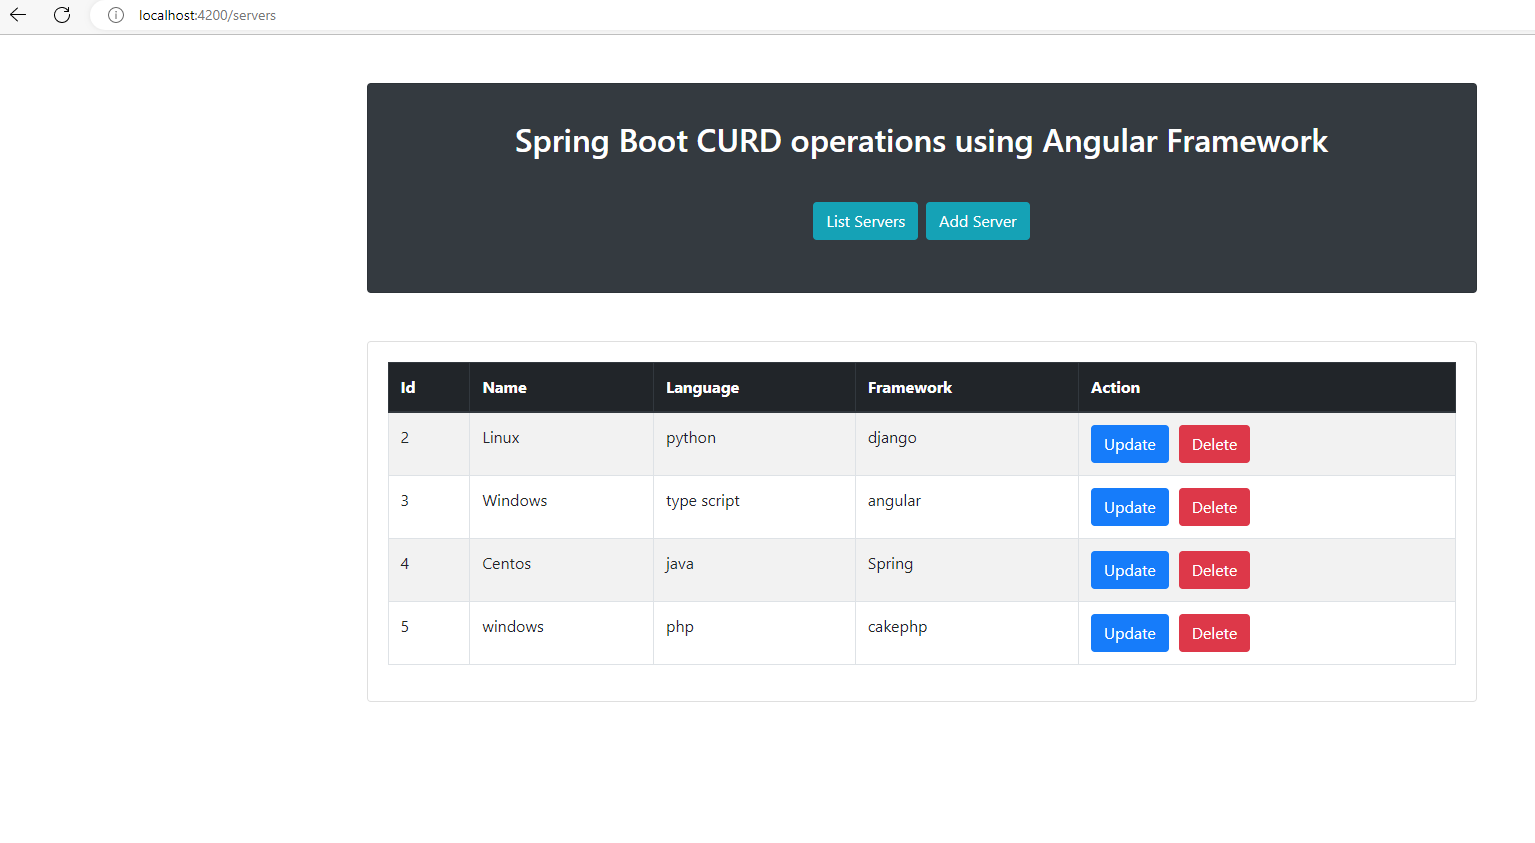 localhost:4200/servers
Spring Boot CURD operations using Angular Framework
List Servers Add Server
Id Name Language Framework Action
2 Linux python django Update Delete
3 Windows type script angular Update Delete
4 Centos java Spring Update Delete
5 windows php cakephp Update Delete